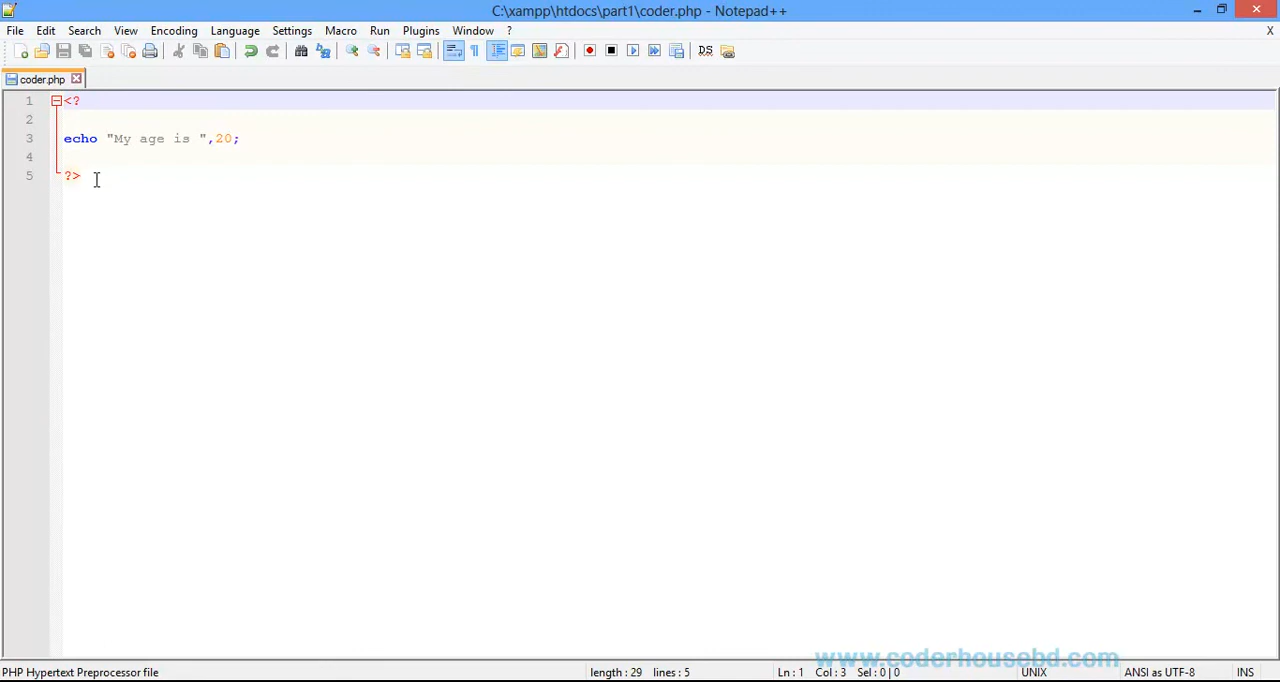 C:\xampp\htdocs\part1\coder.php - Notepad++
File Edit Search View Encoding Language Settings Macro Run Plugins Window ? X
DS
coder.php
1 <?
2
3 echo "My age is ",20;
4
5 ?>
www.coderhousebd.com
PHP Hypertext Preprocessor file length : 29 lines : 5 Ln : 1 Col : 3 Sel : 0 | 0 UNIX ANSI as UTF-8 INS